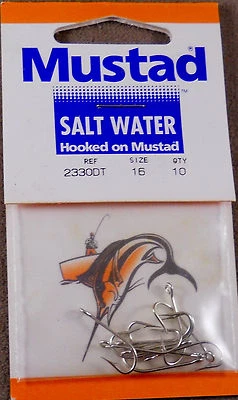 Mustad
TM
SALT WATER
Hooked on Mustad
REF SIZE QTY
2330DT 16 10